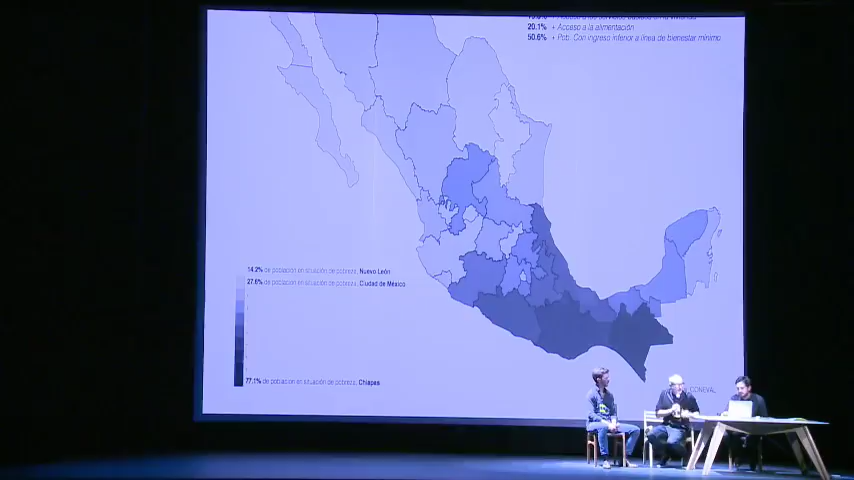 20.1% + Acceso a la alimentación
50.6% + Pob. Con ingreso inferior a línea de bienestar mínimo
14.2% de población en situación de pobreza, Nuevo León
27.6% de población en situación de pobreza, Ciudad de México
77.1% de población en situación de pobreza, Chiapas
CONEVAL